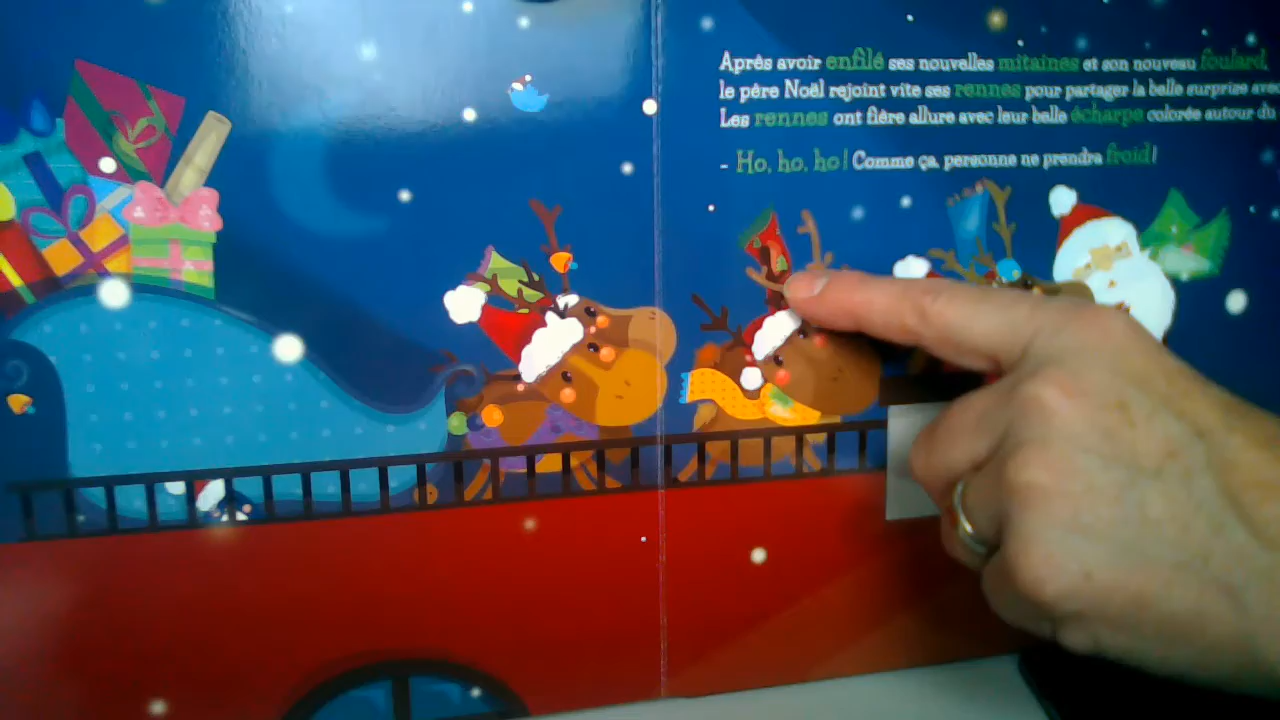 Après avoir enfilé ses nouvelles mitaines et son nouveau foulard,
le père Noël rejoint vite ses rennes pour partager la belle surprise avec
Les rennes ont fière allure avec leur belle écharpe colorée autour du
- Ho, ho, ho! Comme ça, personne ne prendra froid!